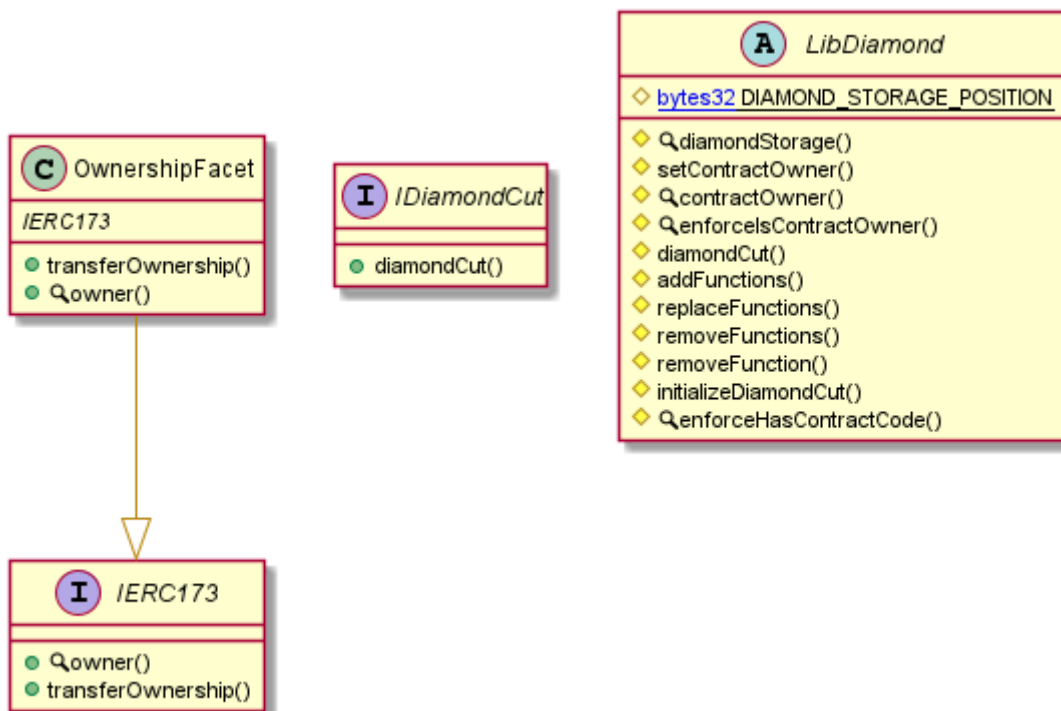 C OwnershipFacet
IERC173
transferOwnership()
owner()
I IDiamondCut
diamondCut()
A LibDiamond
bytes32 DIAMOND_STORAGE_POSITION
diamondStorage()
setContractOwner()
contractOwner()
enforceIsContractOwner()
diamondCut()
addFunctions()
replaceFunctions()
removeFunctions()
removeFunction()
initializeDiamondCut()
enforceHasContractCode()
I IERC173
owner()
transferOwnership()